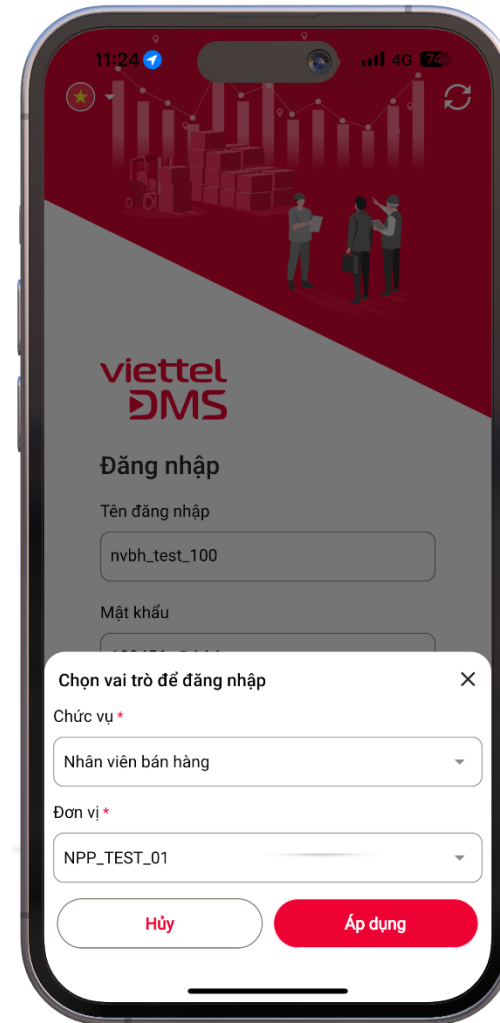 11:24
4G 74
viettel
DMS
Đăng nhập
Tên đăng nhập
nvbh_test_100
Mật khẩu
Chọn vai trò để đăng nhập
Chức vụ *
Nhân viên bán hàng
Đơn vị *
NPP_TEST_01
Hủy
Áp dụng